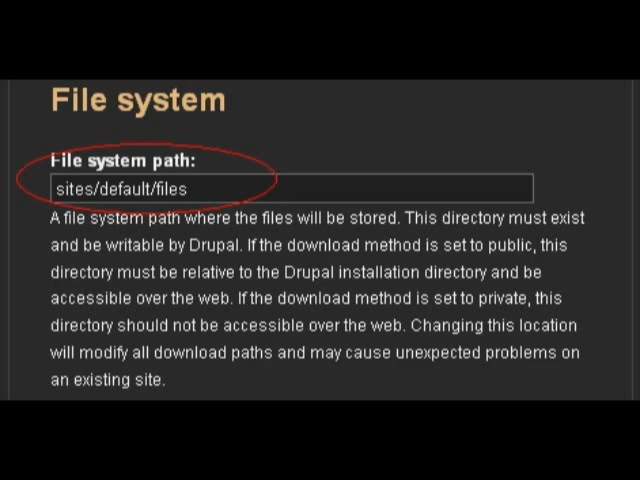 File system
File system path:
sites/default/files
A file system path where the files will be stored. This directory must exist
and be writable by Drupal. If the download method is set to public, this
directory must be relative to the Drupal installation directory and be
accessible over the web. If the download method is set to private, this
directory should not be accessible over the web. Changing this location
will modify all download paths and may cause unexpected problems on
an existing site.